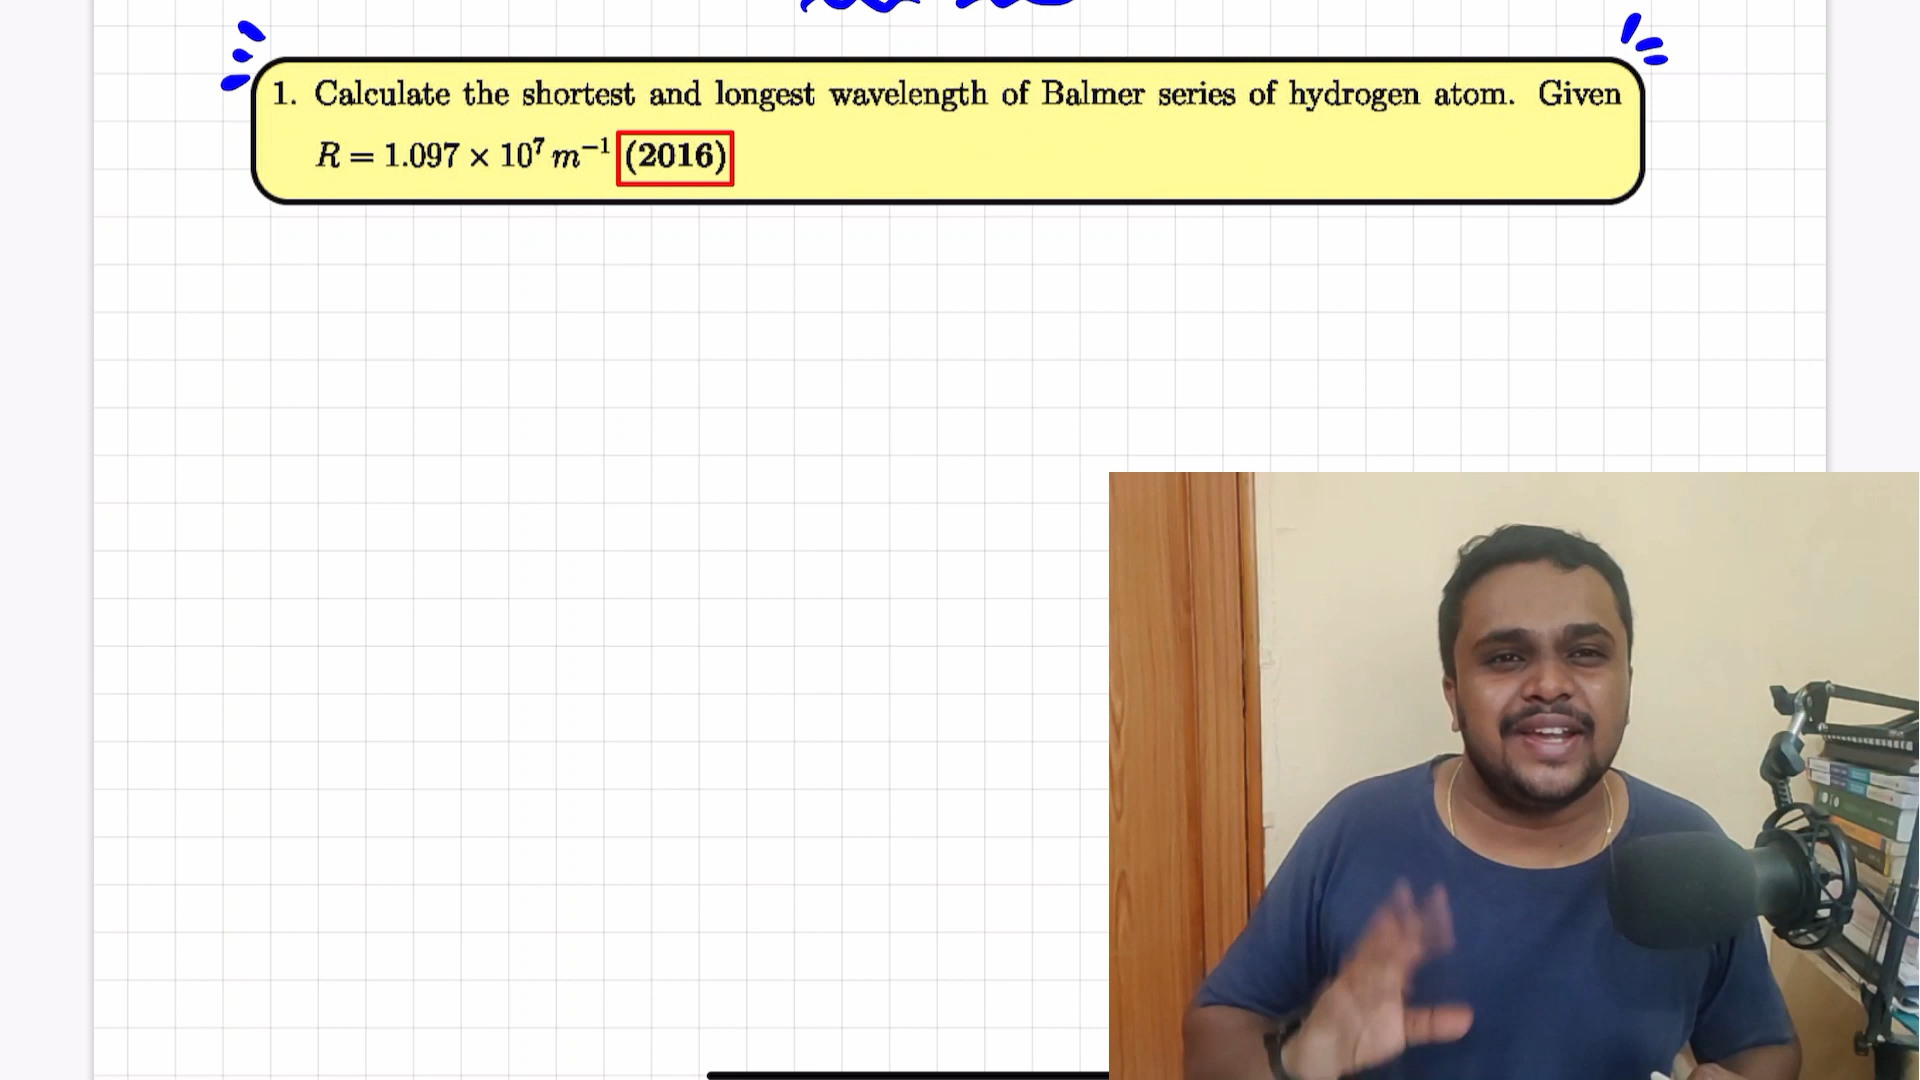 1. Calculate the shortest and longest wavelength of Balmer series of hydrogen atom. Given
R = 1.097 × 10⁷ m⁻¹ (2016)